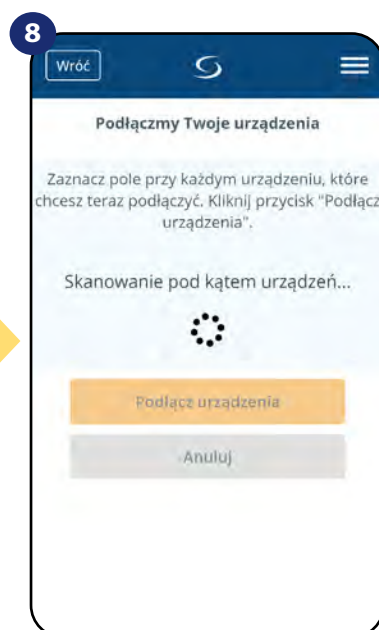 8
Wróć
Podłączmy Twoje urządzenia
Zaznacz pole przy każdym urządzeniu, które
chcesz teraz podłączyć. Kliknij przycisk "Podłącz
urządzenia".
Skanowanie pod kątem urządzeń...
Podłącz urządzenia
Anuluj